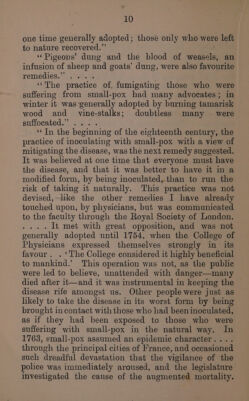 10
one time generally adopted; those only who were left
to nature recovered."
"Pigeons' dung and the blood of weasels, an
infusion of sheep and goats' dung, were also favourite
remedies." . . . .
"The practice of fumigating those who were
suffering from small-pox had many advocates; in
winter it was generally adopted by burning tamarisk
wood and vine-stalks; doubtless many were
suffocated." . . . .
"In the beginning of the eighteenth century, the
practice of inoculating with small-pox with a view of
mitigating the disease, was the next remedy suggested.
It was believed at one time that everyone must have
the disease, and that it was better to have it in a
modified form, by being inoculated, than to run the
risk of taking it naturally. This practice was not
devised, like the other remedies I have already
touched upon, by physicians, but was communicated
to the faculty through the Royal Society of London.
. . . . It met with great opposition, and was not
generally adopted until 1754, when the College of
Physicians expressed themselves strongly in its
favour . . 'The College considered it highly beneficial
to mankind.' This operation was not, as the public
were led to believe, unattended with danger—many
died after it—and it was instrumental in keeping the
disease rife amongst us. Other people were just as
likely to take the disease in its worst form by being
brought in contact with those who had been inoculated,
as if they had been exposed to those who were
suffering with small-pox in the natural way. In
1763, small-pox assumed an epidemic character . . . .
through the principal cities of France, and occasioned
such dreadful devastation that the vigilance of the
police was immediately aroused, and the legislature
investigated the cause of the augmented mortality.